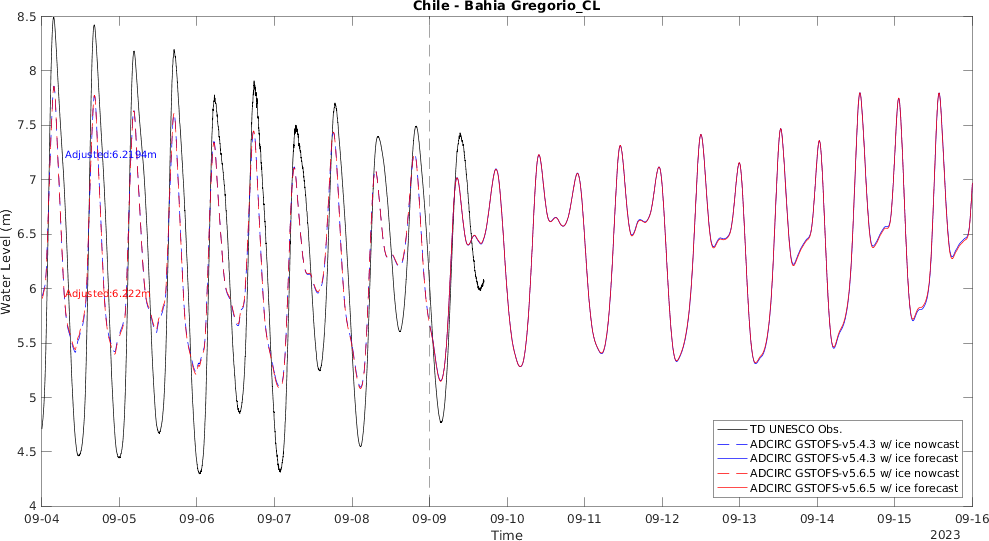 Chile - Bahia Gregorio_CL
8.5
8
7.5
7
6.5
6
5.5
5
4.5
4
Water Level (m)
Adjusted:6.2194m
Adjusted:6.222m
TD UNESCO Obs.
ADCIRC GSTOFS-v5.4.3 w/ ice nowcast
ADCIRC GSTOFS-v5.4.3 w/ ice forecast
ADCIRC GSTOFS-v5.6.5 w/ ice nowcast
ADCIRC GSTOFS-v5.6.5 w/ ice forecast
09-04 09-05 09-06 09-07 09-08 09-09 09-10 09-11 09-12 09-13 09-14 09-15 09-16
Time
2023